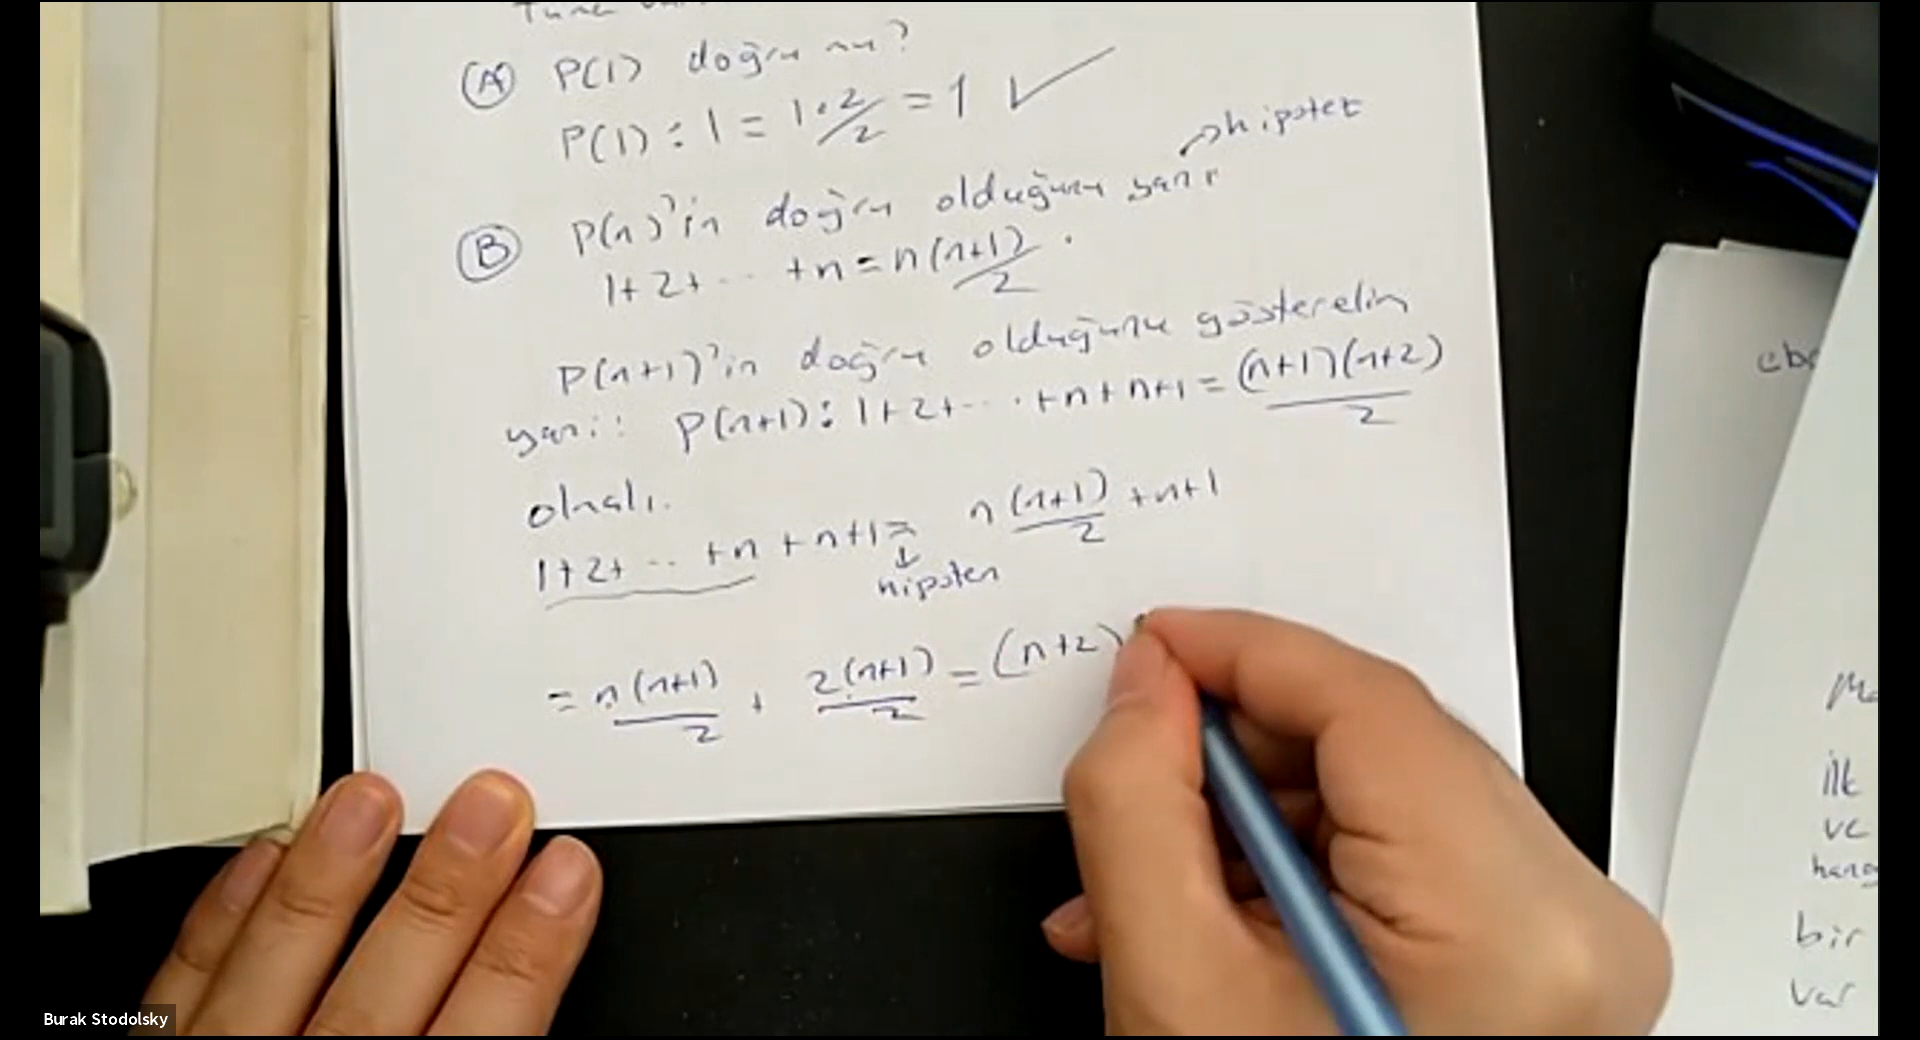 (A) P(1) doğru mu?
P(1) : 1 = 1.2/2 = 1 ✓
→ hipotez
(B) P(n)'in doğru olduğunu yani
1+2+ ... +n = n(n+1)/2 .
P(n+1)'in doğru olduğunu gösterelim
yani: P(n+1) : 1+2+ ... +n+n+1 = (n+1)(n+2)/2
olmalı.
1+2+ ... +n +n+1 = n(n+1)/2 +n+1
↓
hipotez
= n(n+1)/2 + 2(n+1)/2 = (n+2)
ilk
ve
bir
var
Burak Stodolsky